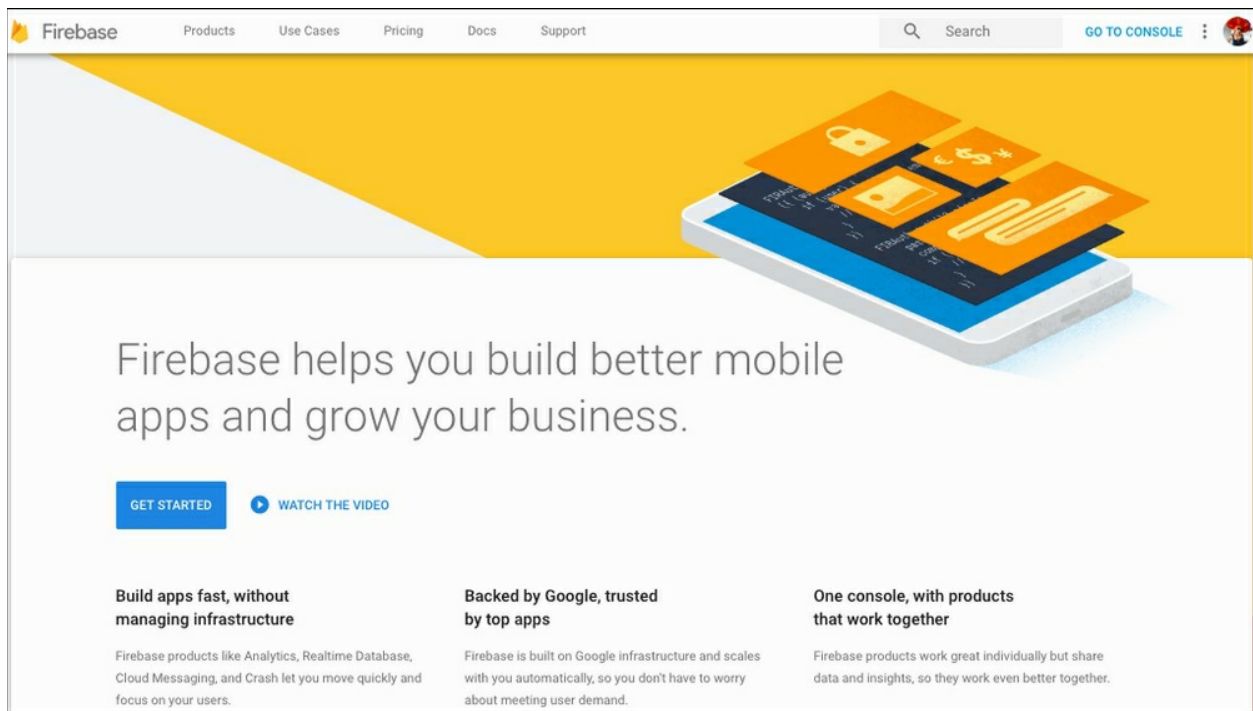 Firebase
Products
Use Cases
Pricing
Docs
Support
Search
GO TO CONSOLE
Firebase helps you build better mobile
apps and grow your business.
GET STARTED
WATCH THE VIDEO
Build apps fast, without
managing infrastructure
Firebase products like Analytics, Realtime Database,
Cloud Messaging, and Crash let you move quickly and
focus on your users.
Backed by Google, trusted
by top apps
Firebase is built on Google infrastructure and scales
with you automatically, so you don't have to worry
about meeting user demand.
One console, with products
that work together
Firebase products work great individually but share
data and insights, so they work even better together.